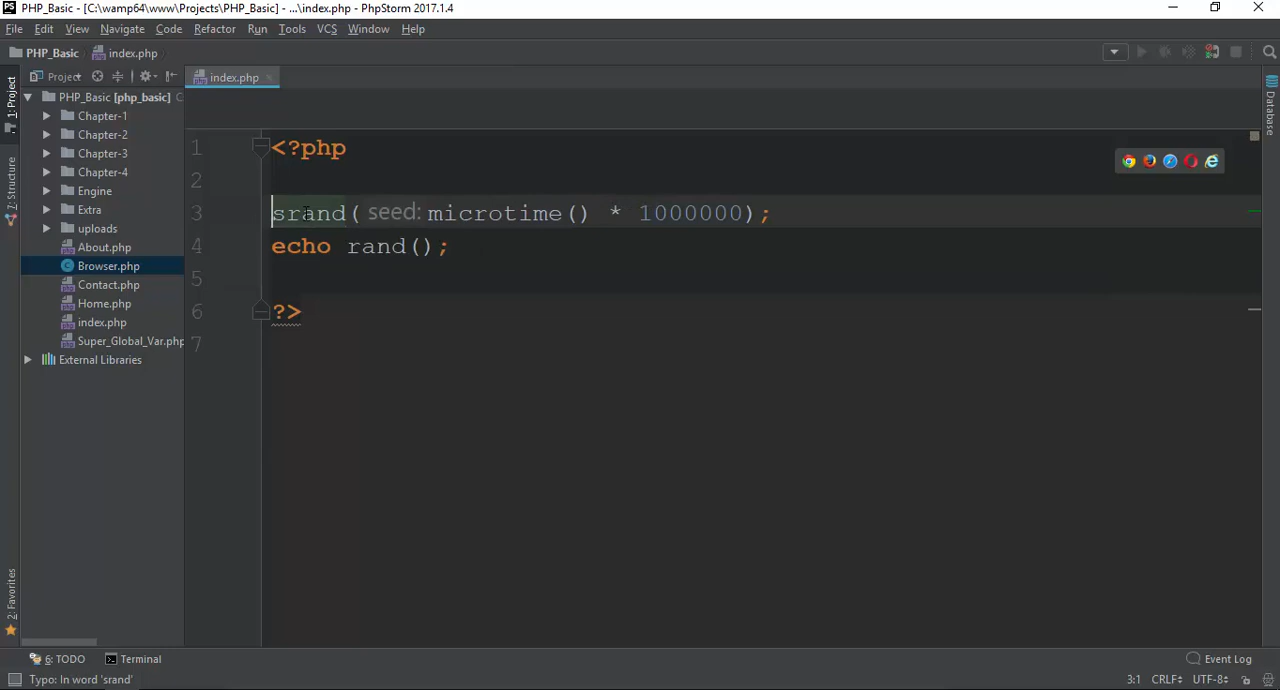 PS PHP_Basic - [C:\wamp64\www\Projects\PHP_Basic] - ...\index.php - PhpStorm 2017.1.4
File Edit View Navigate Code Refactor Run Tools VCS Window Help
PHP_Basic index.php
Project index.php
1: Project
Z: Structure
2: Favorites
Database
PHP_Basic [php_basic] C
Chapter-1
Chapter-2
Chapter-3
Chapter-4
Engine
Extra
uploads
About.php
Browser.php
Contact.php
Home.php
index.php
Super_Global_Var.php
External Libraries
1 <?php
2
3 srand( seed: microtime() * 1000000);
4 echo rand();
5
6 ?>
7
6: TODO Terminal Event Log
Typo: In word 'srand' 3:1 CRLF UTF-8